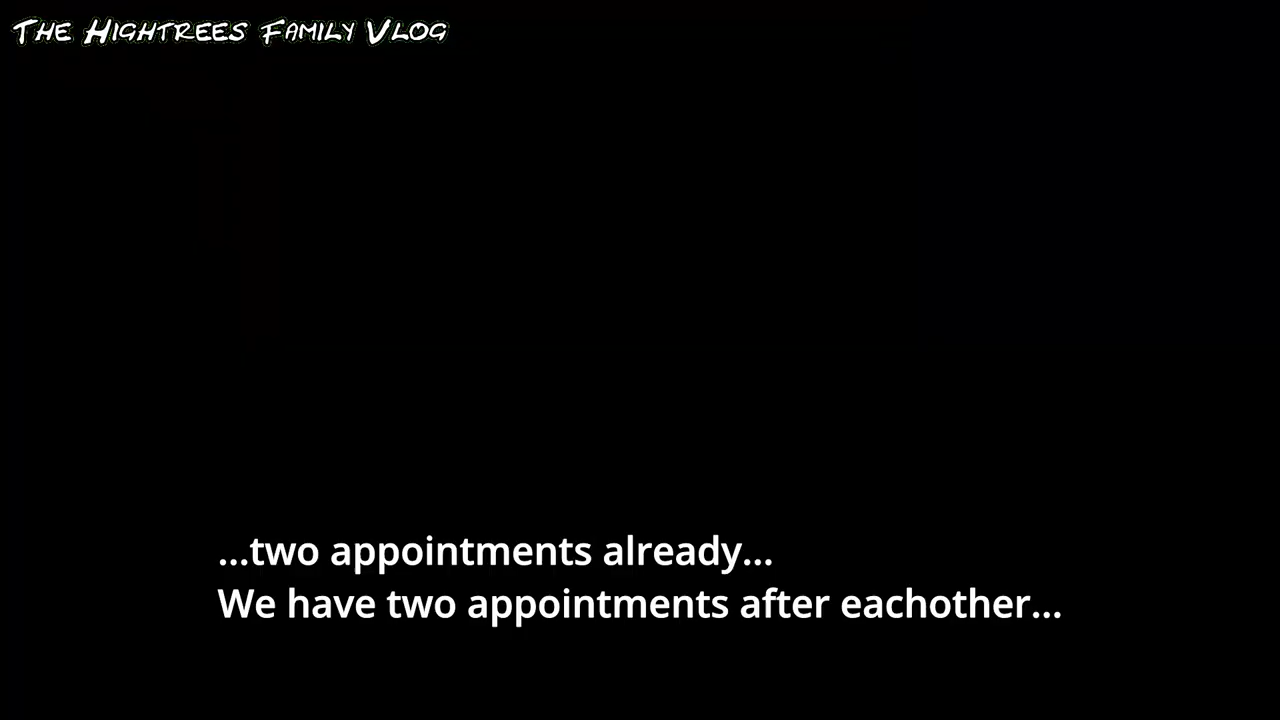 The Hightrees Family Vlog
...two appointments already...
We have two appointments after eachother...